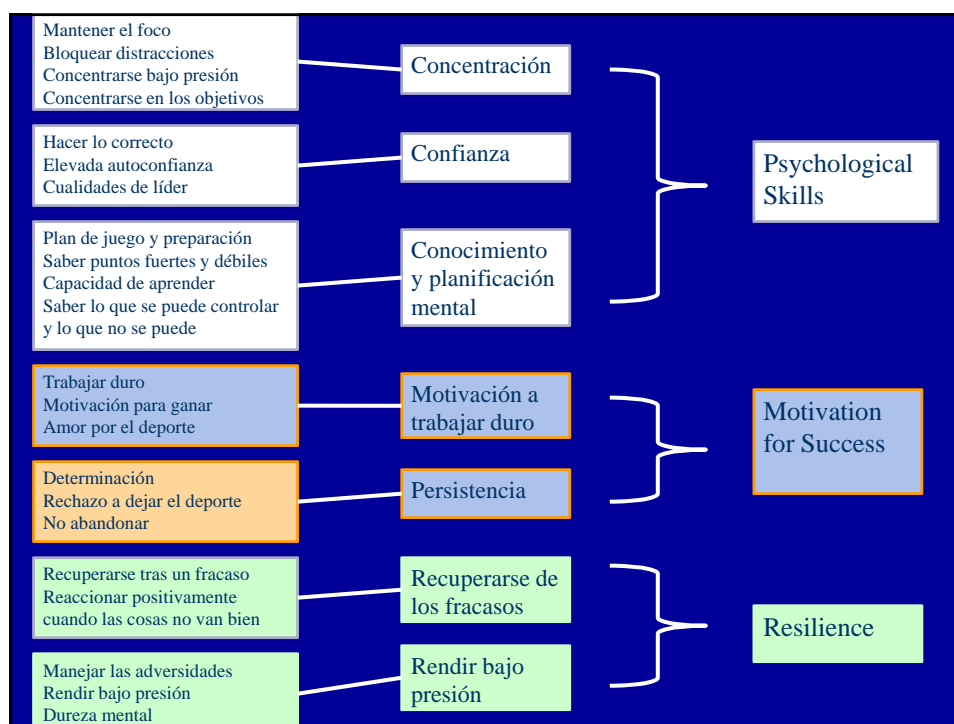 Mantener el foco
Bloquear distracciones
Concentrarse bajo presión
Concentrarse en los objetivos
Concentración
Hacer lo correcto
Elevada autoconfianza
Cualidades de líder
Confianza
Plan de juego y preparación
Saber puntos fuertes y débiles
Capacidad de aprender
Saber lo que se puede controlar
y lo que no se puede
Conocimiento
y planificación
mental
Psychological
Skills
Trabajar duro
Motivación para ganar
Amor por el deporte
Motivación a
trabajar duro
Determinación
Rechazo a dejar el deporte
No abandonar
Persistencia
Motivation
for Success
Recuperarse tras un fracaso
Reaccionar positivamente
cuando las cosas no van bien
Recuperarse de
los fracasos
Manejar las adversidades
Rendir bajo presión
Dureza mental
Rendir bajo
presión
Resilience